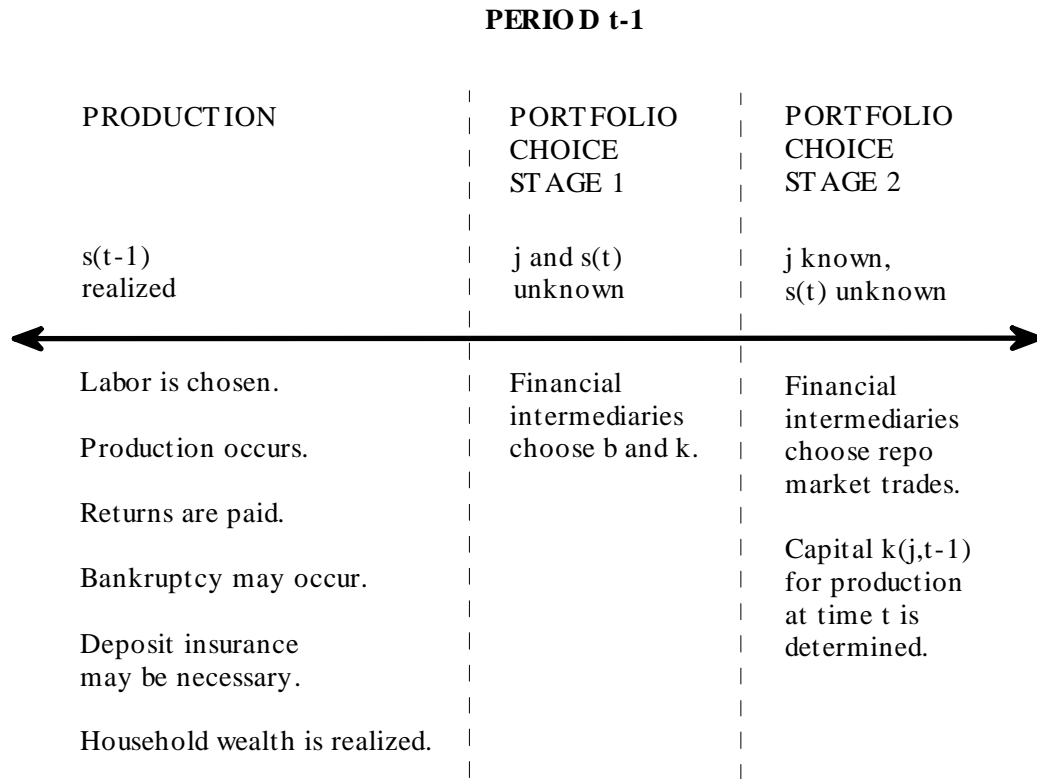 PERIOD t-1
PRODUCTION
s(t-1)
realized
Labor is chosen.
Production occurs.
Returns are paid.
Bankruptcy may occur.
Deposit insurance
may be necessary.
Household wealth is realized.
PORTFOLIO
CHOICE
STAGE 1
j and s(t)
unknown
Financial
intermediaries
choose b and k.
PORTFOLIO
CHOICE
STAGE 2
j known,
s(t) unknown
Financial
intermediaries
choose repo
market trades.
Capital k(j,t-1)
for production
at time t is
determined.